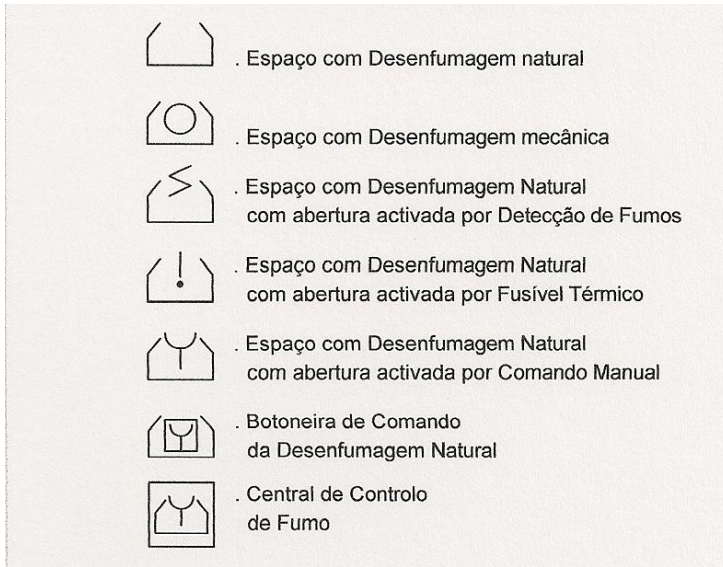 . Espaço com Desenfumagem natural
. Espaço com Desenfumagem mecânica
. Espaço com Desenfumagem Natural
com abertura activada por Detecção de Fumos
. Espaço com Desenfumagem Natural
com abertura activada por Fusível Térmico
. Espaço com Desenfumagem Natural
com abertura activada por Comando Manual
. Botoneira de Comando
da Desenfumagem Natural
. Central de Controlo
de Fumo